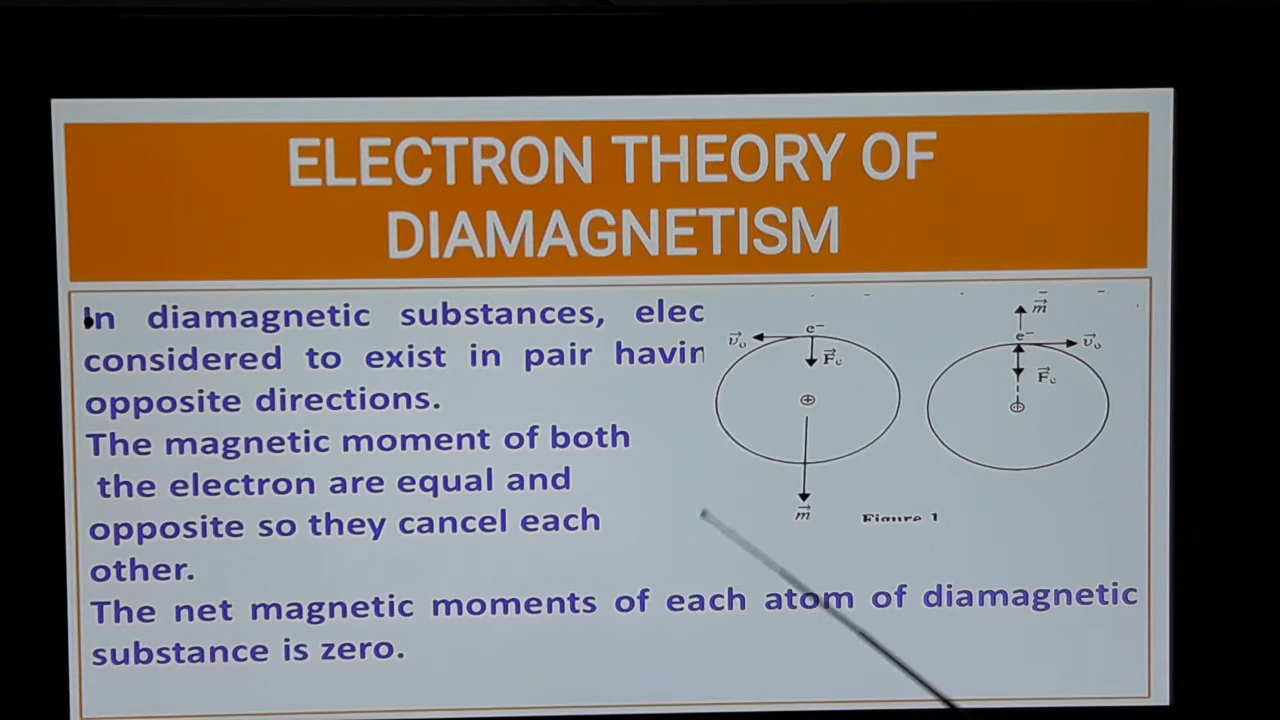 ELECTRON THEORY OF
DIAMAGNETISM
In diamagnetic substances, elec
considered to exist in pair havin
opposite directions.
The magnetic moment of both
the electron are equal and
opposite so they cancel each
other.
The net magnetic moments of each atom of diamagnetic
substance is zero.
v⃗₀ e⁻
F⃗c
m⃗
m⃗
e⁻ v⃗₀
F⃗c
Figure 1